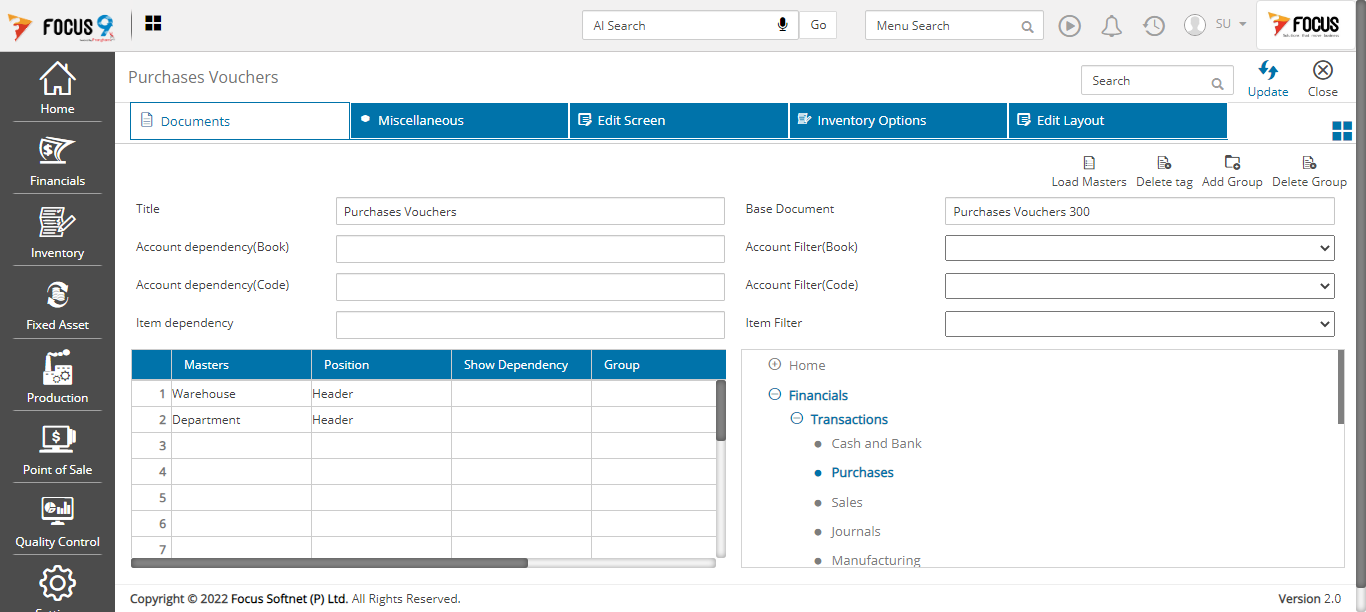 FOCUS 9
AI Search
Go
Menu Search
SU
FOCUS
Home
Financials
Inventory
Fixed Asset
Production
Point of Sale
Quality Control
Purchases Vouchers
Search
Update
Close
Documents
Miscellaneous
Edit Screen
Inventory Options
Edit Layout
Load Masters
Delete tag
Add Group
Delete Group
Title
Purchases Vouchers
Base Document
Purchases Vouchers 300
Account dependency(Book)
Account Filter(Book)
Account dependency(Code)
Account Filter(Code)
Item dependency
Item Filter
Masters Position Show Dependency Group
1 Warehouse Header
2 Department Header
3
4
5
6
7
Home
Financials
Transactions
Cash and Bank
Purchases
Sales
Journals
Manufacturing
Copyright © 2022 Focus Softnet (P) Ltd. All Rights Reserved.
Version 2.0